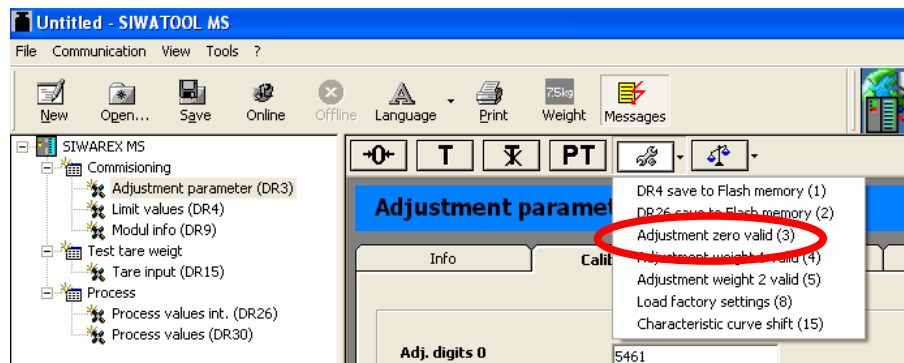 Untitled - SIWATOOL MS
File Communication View Tools ?
New Open... Save Online Offline Language Print 7.5kg Weight Messages
SIWAREX MS
Commisioning
Adjustment parameter (DR3)
Limit values (DR4)
Modul info (DR9)
Test tare weigt
Tare input (DR15)
Process
Process values int. (DR26)
Process values (DR30)
→0← T T PT
DR4 save to Flash memory (1)
DR26 save to Flash memory (2)
Adjustment zero valid (3)
Adjustment weight 1 valid (4)
Adjustment weight 2 valid (5)
Load factory settings (8)
Characteristic curve shift (15)
Adjustment parame
Info Calib
Adj. digits 0 5461